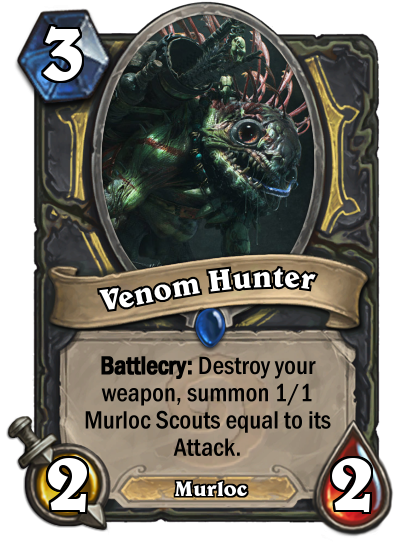 3
Venom Hunter
Battlecry: Destroy your
weapon, summon 1/1
Murloc Scouts equal to its
Attack.
2
Murloc
2